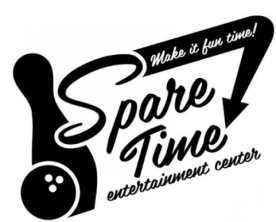 Make it fun time!
Spare
Time
entertainment center